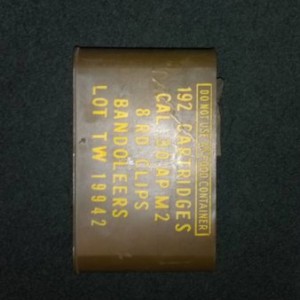 DO NOT USE AS FOOD CONTAINER
192 CARTRIDGES
CAL .30 AP M2
8 RD. CLIPS
BANDOLEERS
LOT TW 19942